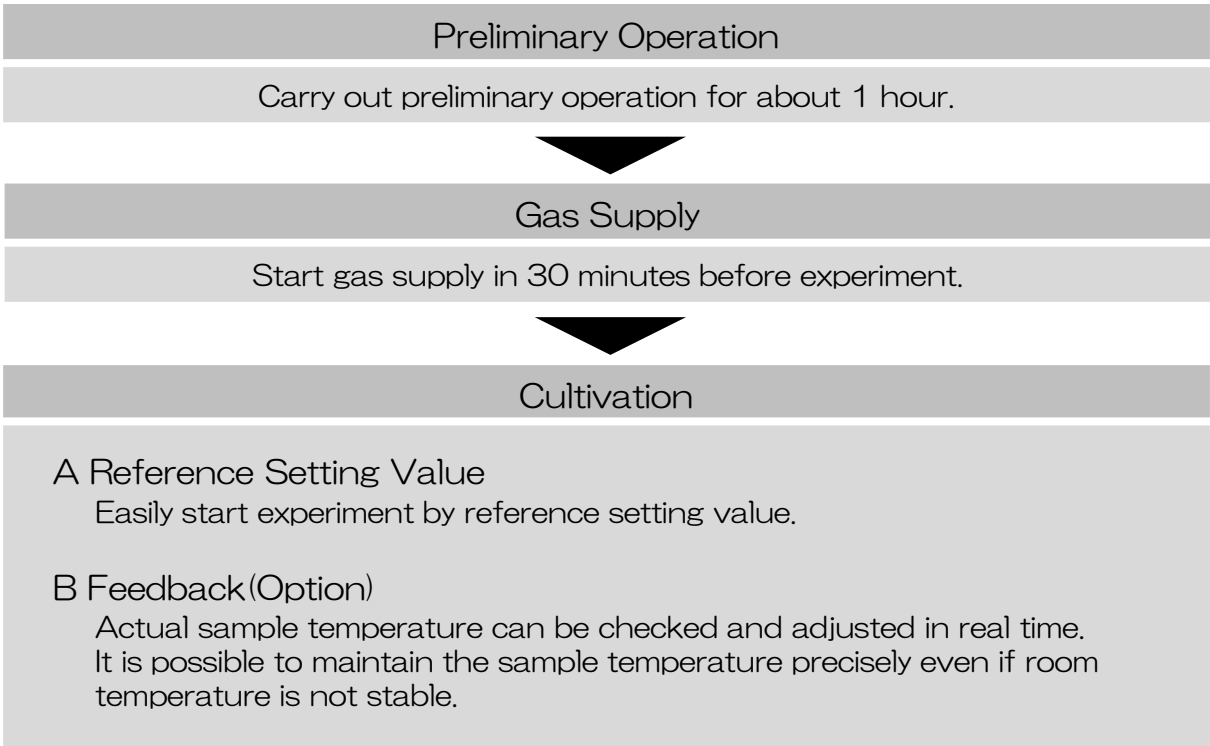 Preliminary Operation
Carry out preliminary operation for about 1 hour.
Gas Supply
Start gas supply in 30 minutes before experiment.
Cultivation
A Reference Setting Value
Easily start experiment by reference setting value.
B Feedback(Option)
Actual sample temperature can be checked and adjusted in real time.
It is possible to maintain the sample temperature precisely even if room
temperature is not stable.